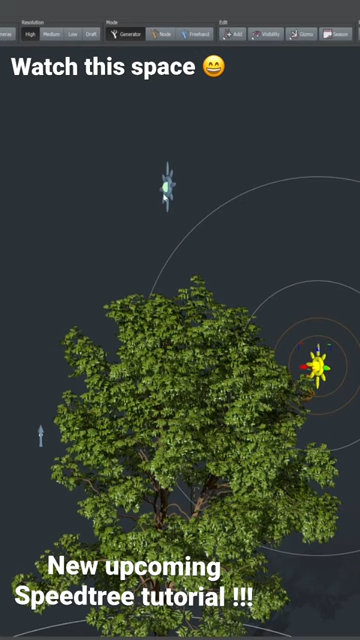 Resolution Mode Edit
High Medium Low Draft Generator Node Freehand Add Visibility Gizmo Season
Watch this space 😄
New upcoming
Speedtree tutorial !!!